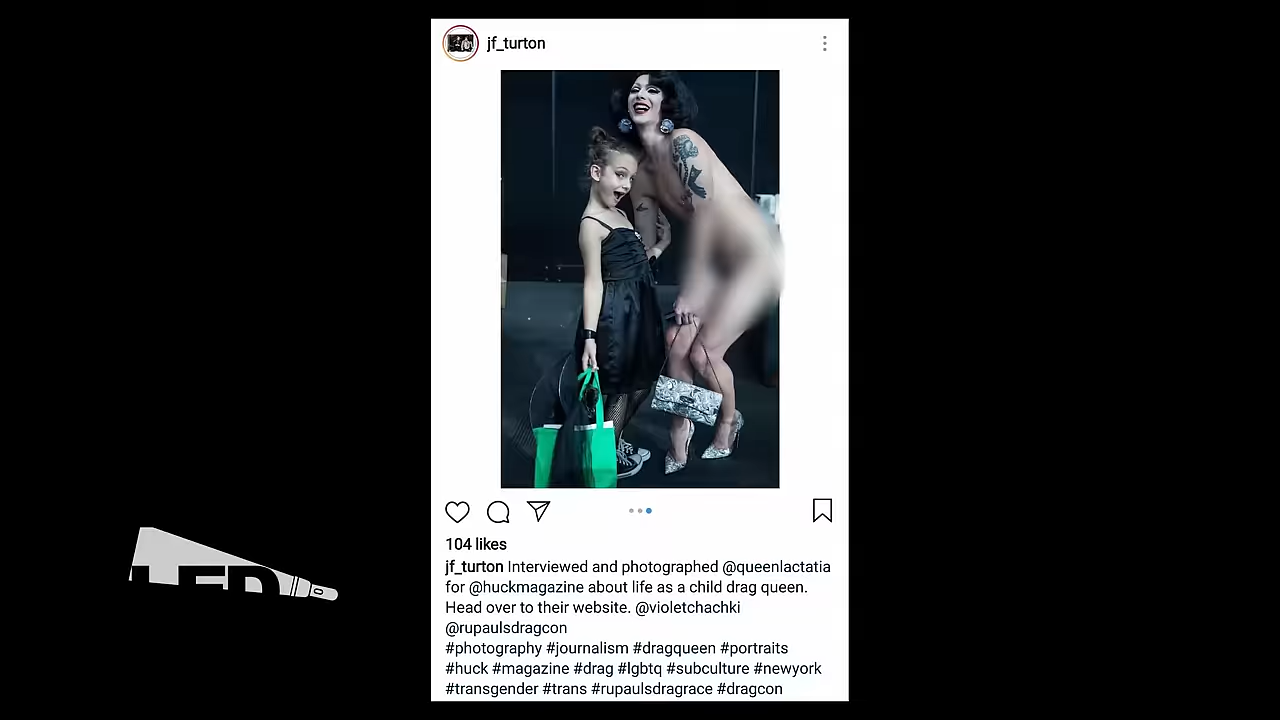 jf_turton
104 likes
jf_turton Interviewed and photographed @queenlactatia
for @huckmagazine about life as a child drag queen.
Head over to their website. @violetchachki
@rupaulsdragcon
#photography #journalism #dragqueen #portraits
#huck #magazine #drag #lgbtq #subculture #newyork
#transgender #trans #rupaulsdragrace #dragcon